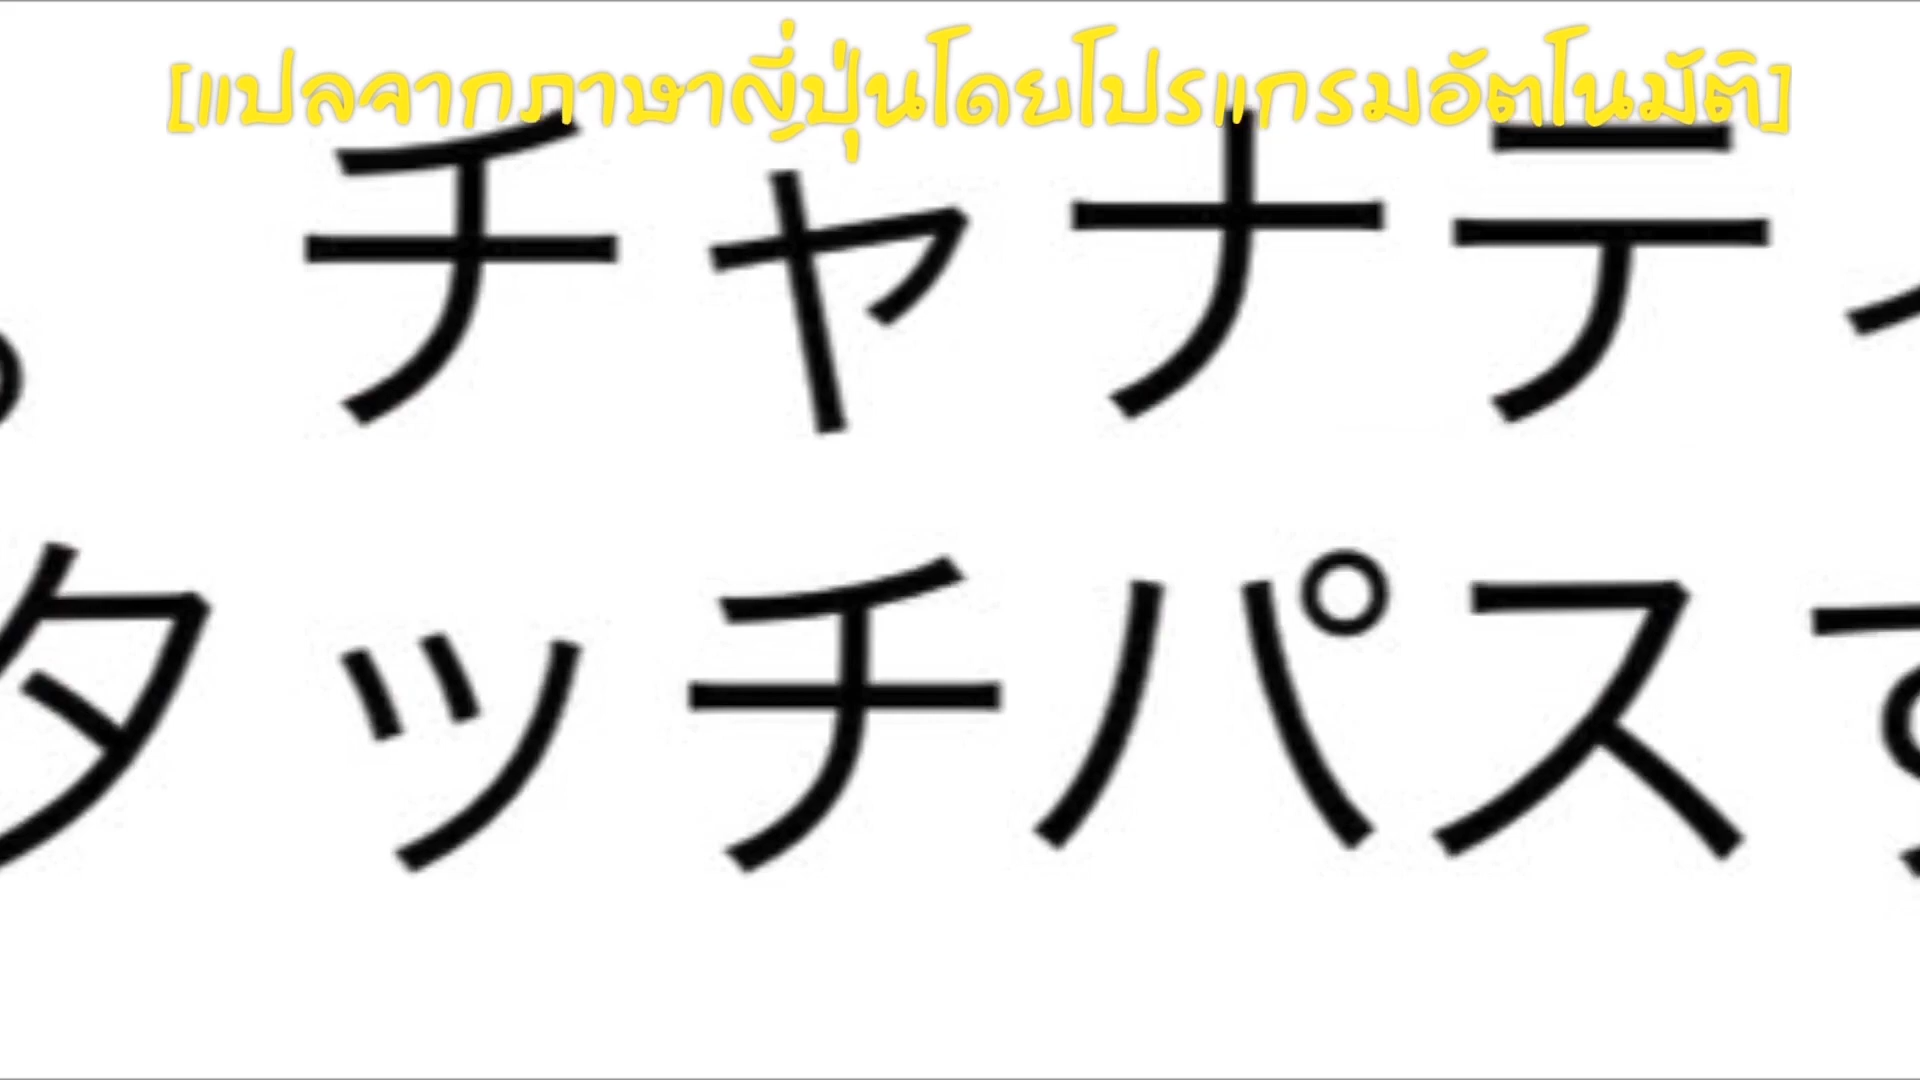 [แปลจากภาษาญี่ปุ่นโดยโปรแกรมอัตโนมัติ]
。チャナティ
タッチパスす